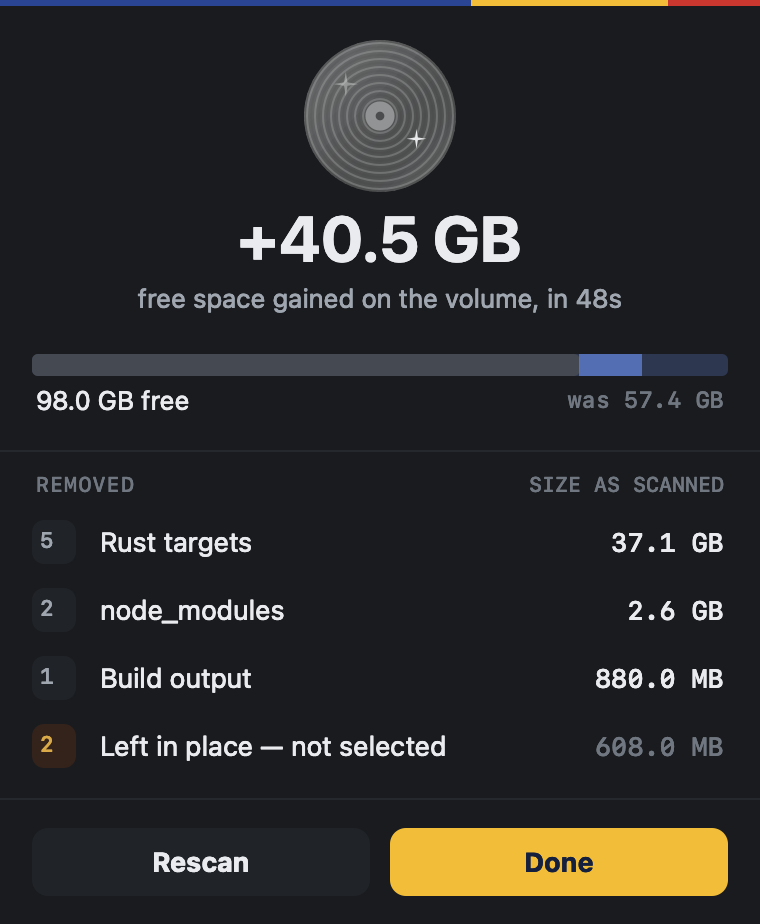 +40.5 GB
free space gained on the volume, in 48s
98.0 GB free was 57.4 GB
REMOVED SIZE AS SCANNED
5 Rust targets 37.1 GB
2 node_modules 2.6 GB
1 Build output 880.0 MB
2 Left in place — not selected 608.0 MB
Rescan Done